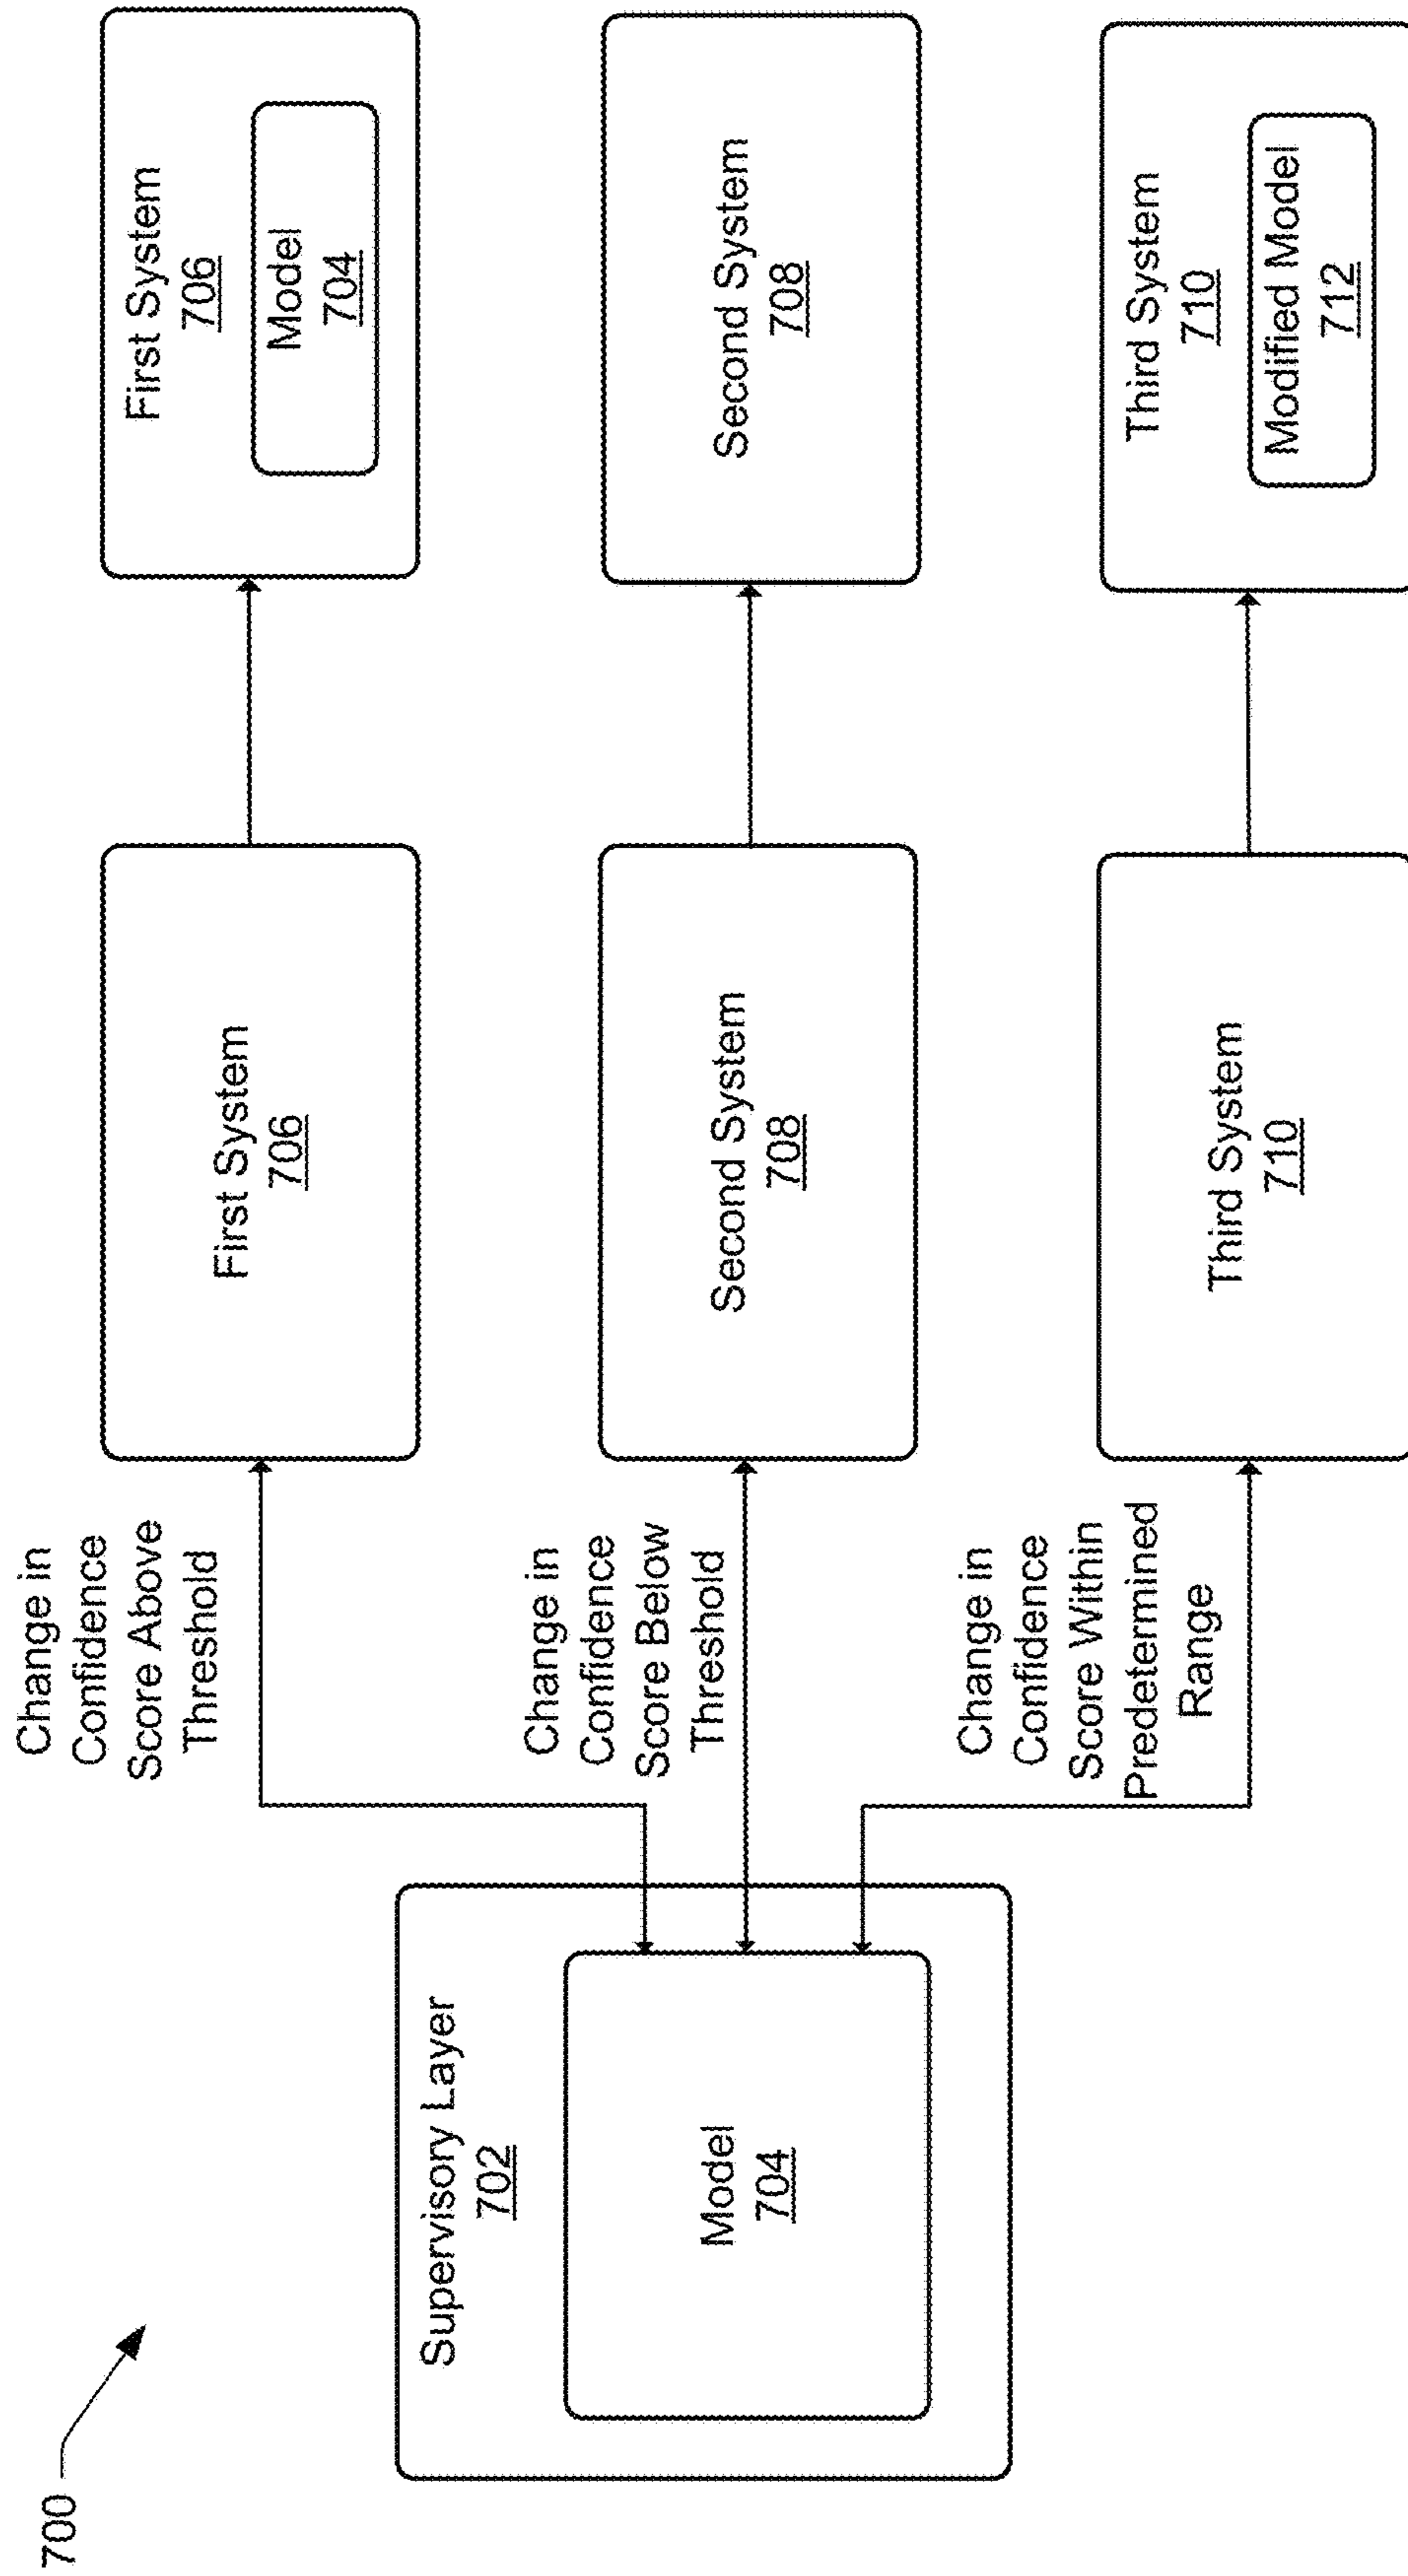 700
Supervisory Layer
702
Model
704
Change in
Confidence
Score Above
Threshold
Change in
Confidence
Score Below
Threshold
Change in
Confidence
Score Within
Predetermined
Range
First System
706
Second System
708
Third System
710
First System
706
Model
704
Second System
708
Third System
710
Modified Model
712